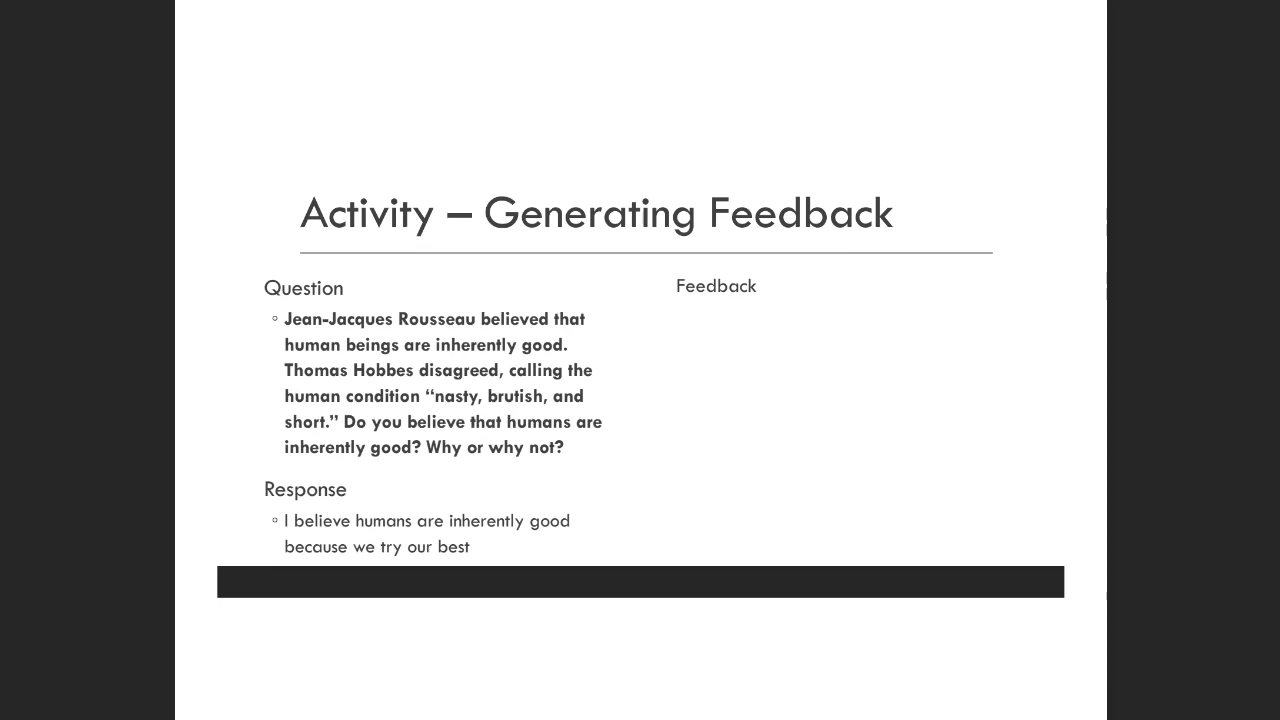 Activity – Generating Feedback
Question
◦ Jean-Jacques Rousseau believed that
human beings are inherently good.
Thomas Hobbes disagreed, calling the
human condition “nasty, brutish, and
short.” Do you believe that humans are
inherently good? Why or why not?
Response
◦ I believe humans are inherently good
because we try our best
Feedback